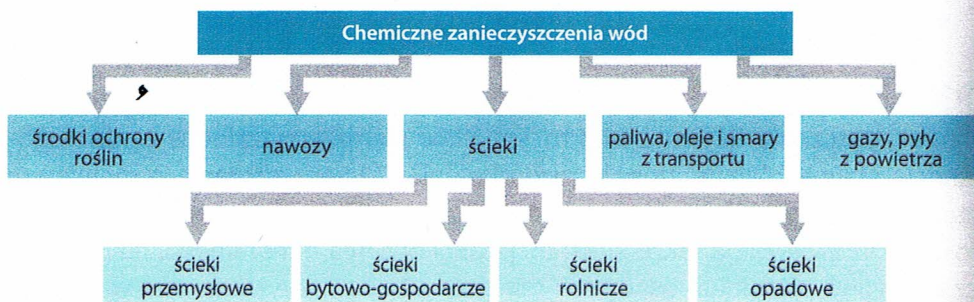 Chemiczne zanieczyszczenia wód
środki ochrony
roślin
nawozy
ścieki
paliwa, oleje i smary
z transportu
gazy, pyły
z powietrza
ścieki
przemysłowe
ścieki
bytowo-gospodarcze
ścieki
rolnicze
ścieki
opadowe